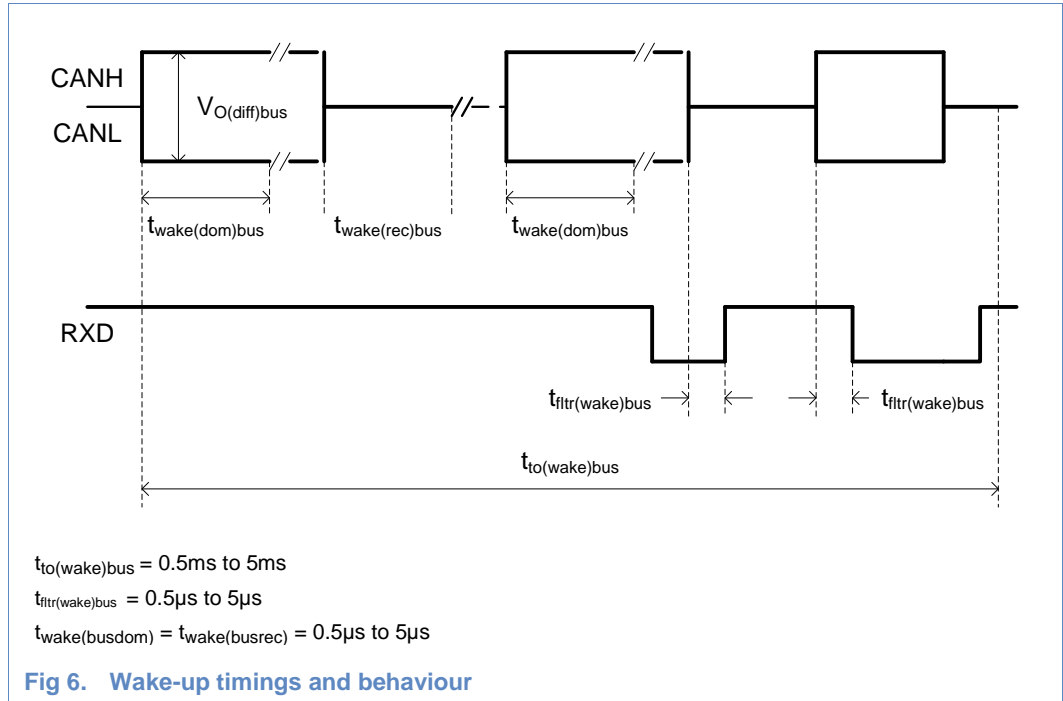 CANH
CANL
VO(diff)bus
twake(dom)bus
twake(rec)bus
twake(dom)bus
RXD
tfltr(wake)bus
tfltr(wake)bus
tto(wake)bus
tto(wake)bus = 0.5ms to 5ms
tfltr(wake)bus = 0.5µs to 5µs
twake(busdom) = twake(busrec) = 0.5µs to 5µs
Fig 6. Wake-up timings and behaviour